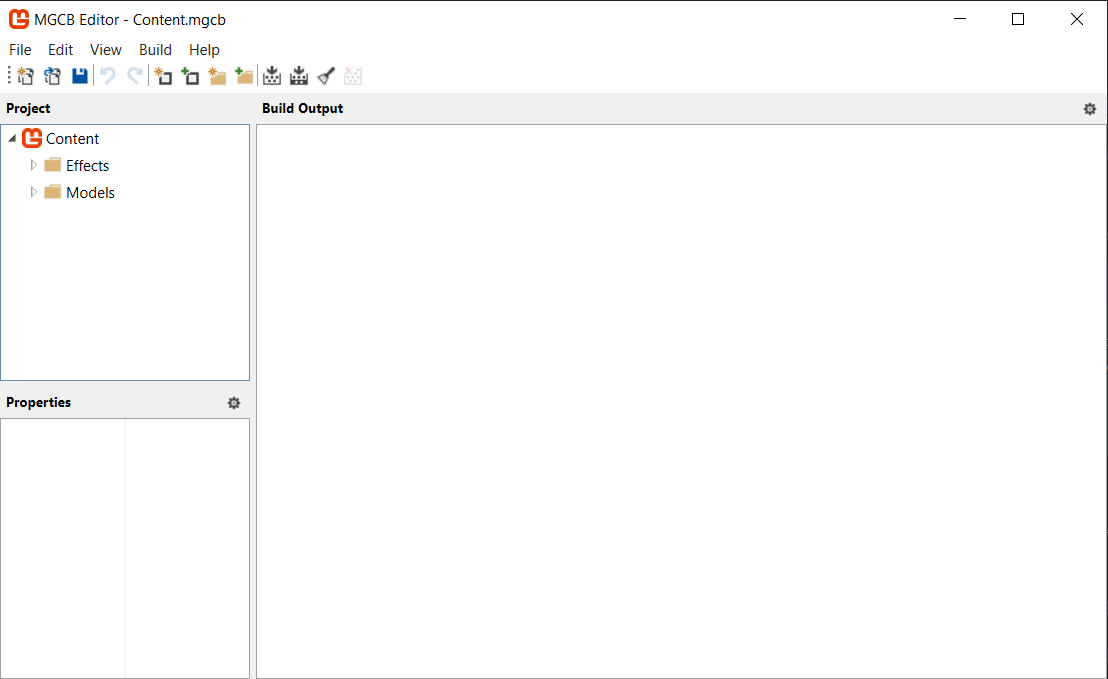 MGCB Editor - Content.mgcb
File Edit View Build Help
Project
Build Output
Content
Effects
Models
Properties